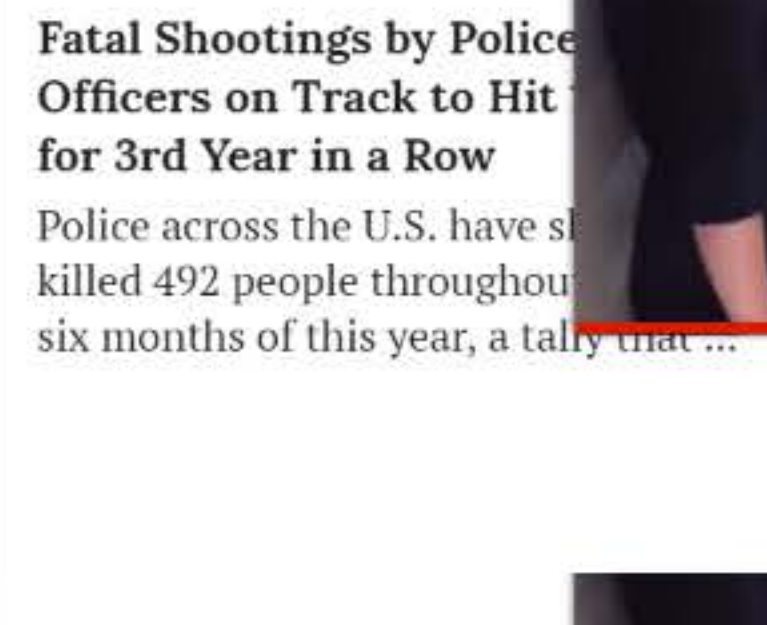 Fatal Shootings by Police
Officers on Track to Hit
for 3rd Year in a Row
Police across the U.S. have
killed 492 people
six months of this year, a tally that ...